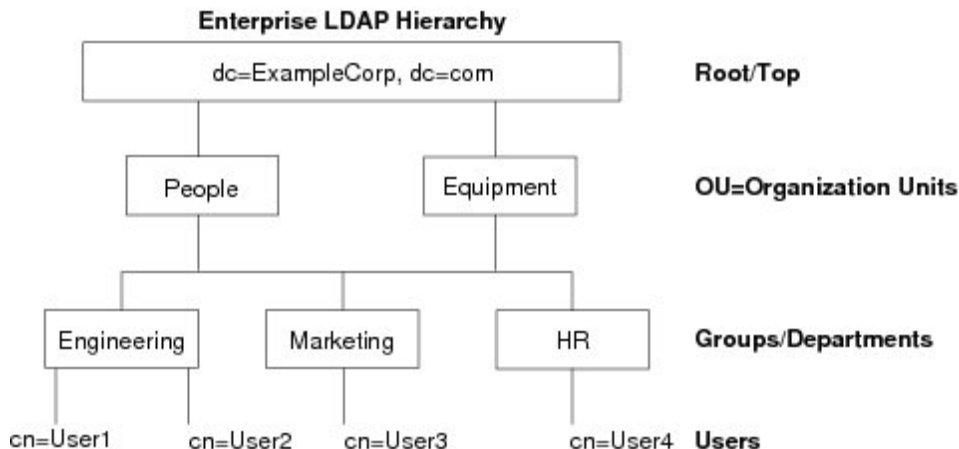 Enterprise LDAP Hierarchy
dc=ExampleCorp, dc=com
Root/Top
People
Equipment
OU=Organization Units
Engineering
Marketing
HR
Groups/Departments
cn=User1
cn=User2
cn=User3
cn=User4
Users